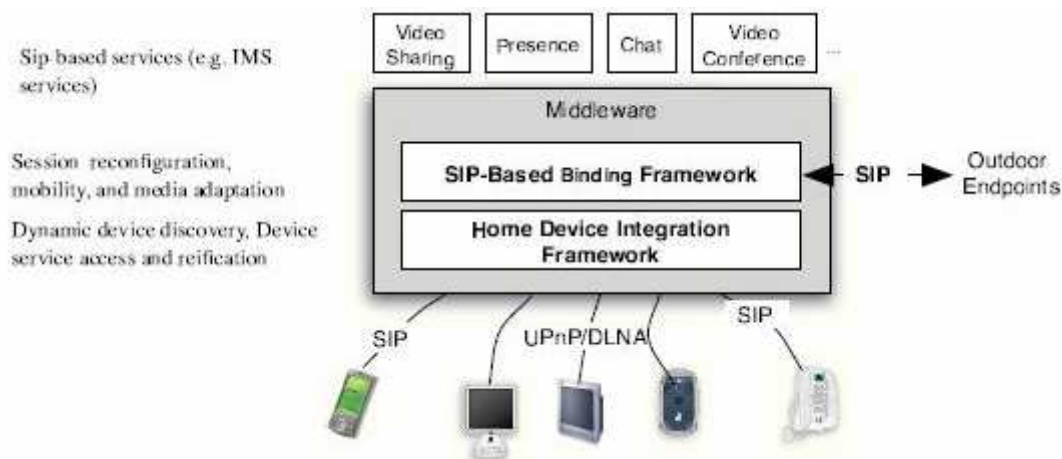 Video
Sharing
Presence
Chat
Video
Conference
...
Sip-based services (e.g. IMS
services)
Middleware
Session reconfiguration,
mobility, and media adaptation
SIP-Based Binding Framework
SIP
Outdoor
Endpoints
Dynamic device discovery, Device
service access and reification
Home Device Integration
Framework
SIP
UPnP/DLNA
SIP